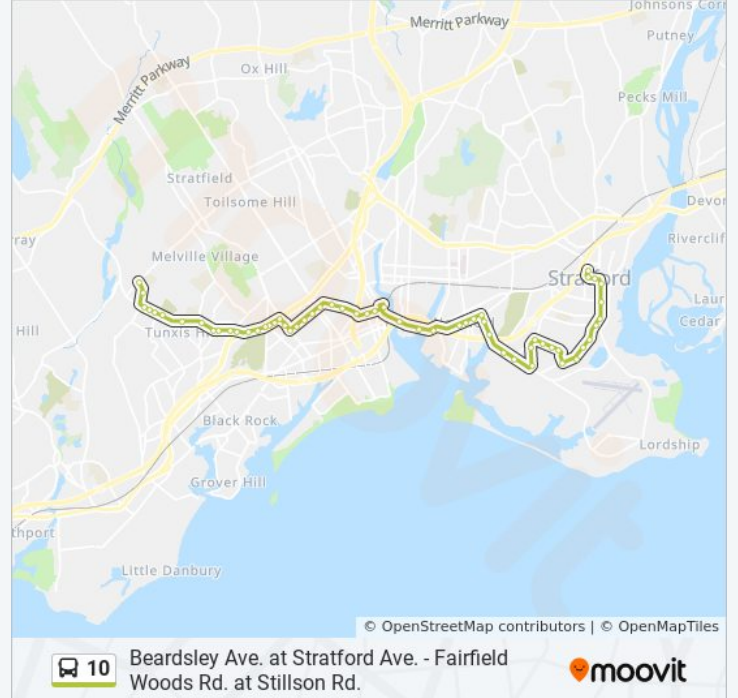 Johnsons Corn
Merritt Parkway
Putney
Ox Hill
Merritt Parkway
Pecks Mill
Stratfield
Toilsome Hill
Devon
ray
Rivercliff
Melville Village
Stratford
Laur
Hill
Tunxis H
d
Cedar
Black Rock
Lordship
Grover Hill
thport
Little Danbury
© OpenStreetMap contributors | © OpenMapTiles
10
Beardsley Ave. at Stratford Ave. - Fairfield
Woods Rd. at Stillson Rd.
moovit